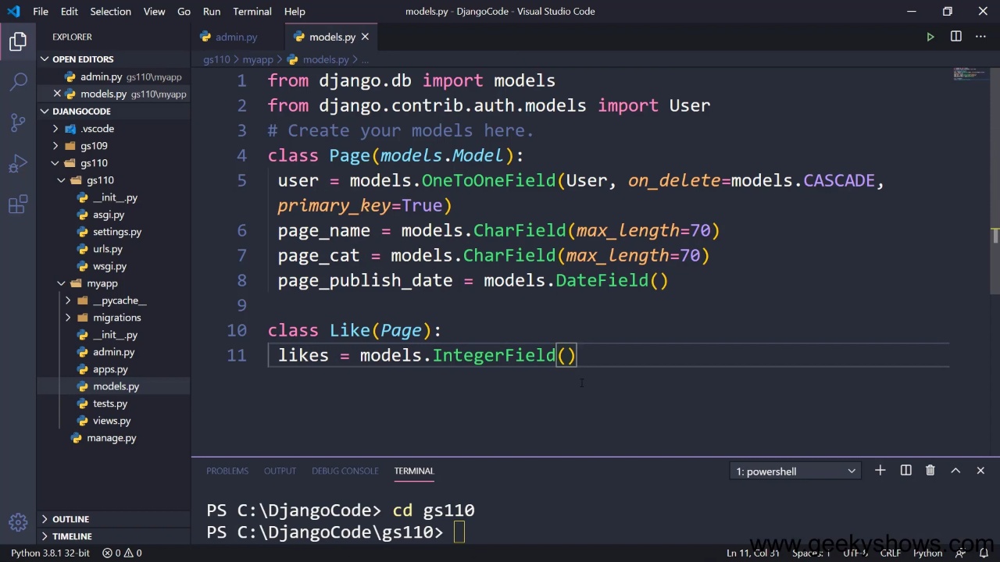 File Edit Selection View Go Run Terminal Help models.py - DjangoCode - Visual Studio Code
EXPLORER
OPEN EDITORS
admin.py gs110\myapp
models.py gs110\myapp
DJANGOCODE
.vscode
gs109
gs110
gs110
__init__.py
asgi.py
settings.py
urls.py
wsgi.py
myapp
__pycache__
migrations
__init__.py
admin.py
apps.py
models.py
tests.py
views.py
manage.py
OUTLINE
TIMELINE
admin.py models.py
gs110 > myapp > models.py > ...
1 from django.db import models
2 from django.contrib.auth.models import User
3 # Create your models here.
4 class Page(models.Model):
5 user = models.OneToOneField(User, on_delete=models.CASCADE,
primary_key=True)
6 page_name = models.CharField(max_length=70)
7 page_cat = models.CharField(max_length=70)
8 page_publish_date = models.DateField()
9
10 class Like(Page):
11 likes = models.IntegerField()
PROBLEMS OUTPUT DEBUG CONSOLE TERMINAL 1: powershell
PS C:\DjangoCode> cd gs110
PS C:\DjangoCode\gs110>
www.geekyshows.com
Python 3.8.1 32-bit 0 0 Ln 11, Col 31 Spaces: 1 UTF-8 CRLF Python